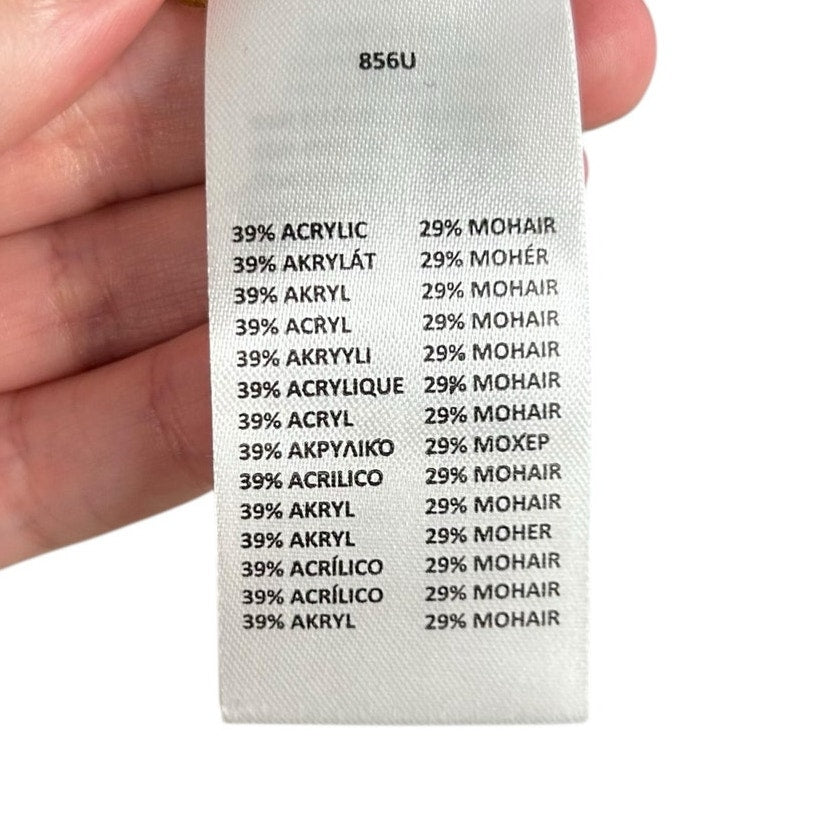 856U
39% ACRYLIC 29% MOHAIR
39% AKRYLÁT 29% MOHÉR
39% AKRYL 29% MOHAIR
39% ACRYL 29% MOHAIR
39% AKRYYLI 29% MOHAIR
39% ACRYLIQUE 29% MOHAIR
39% ACRYL 29% MOHAIR
39% ΑΚΡΥΛΙΚΟ 29% ΜΟΧΕΡ
39% ACRILICO 29% MOHAIR
39% AKRYL 29% MOHAIR
39% AKRYL 29% MOHER
39% ACRÍLICO 29% MOHAIR
39% ACRÍLICO 29% MOHAIR
39% AKRYL 29% MOHAIR